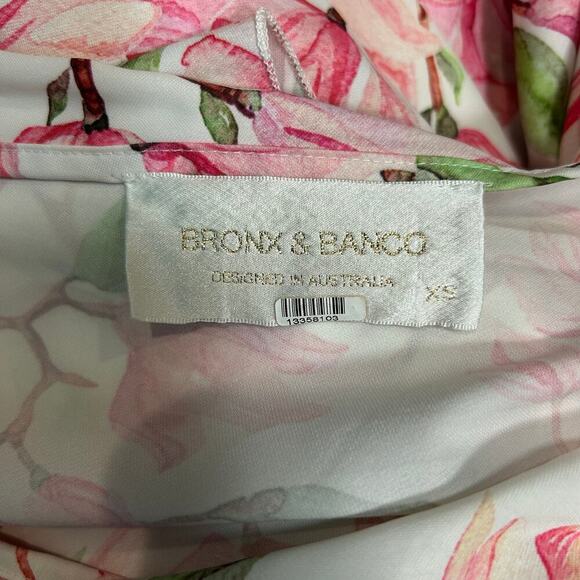 BRONX & BANCO
DESIGNED IN AUSTRALIA
XS
13358103